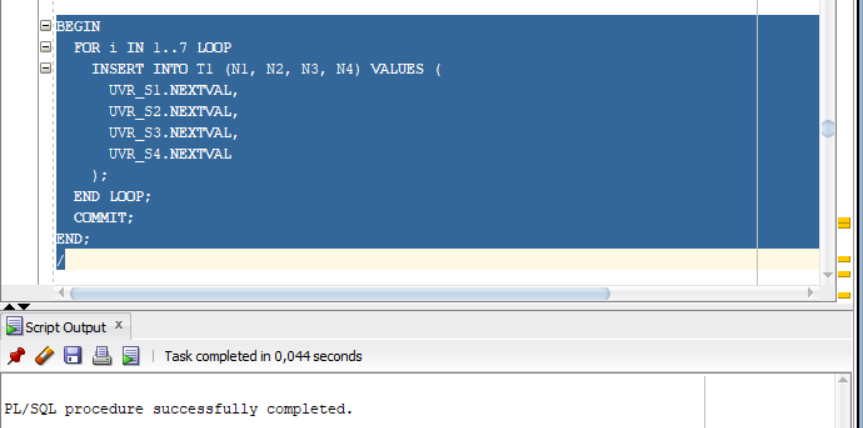 BEGIN
FOR i IN 1..7 LOOP
INSERT INTO T1 (N1, N2, N3, N4) VALUES (
UVR_S1.NEXTVAL,
UVR_S2.NEXTVAL,
UVR_S3.NEXTVAL,
UVR_S4.NEXTVAL
);
END LOOP;
COMMIT;
END;
/
Script Output x
Task completed in 0,044 seconds
PL/SQL procedure successfully completed.